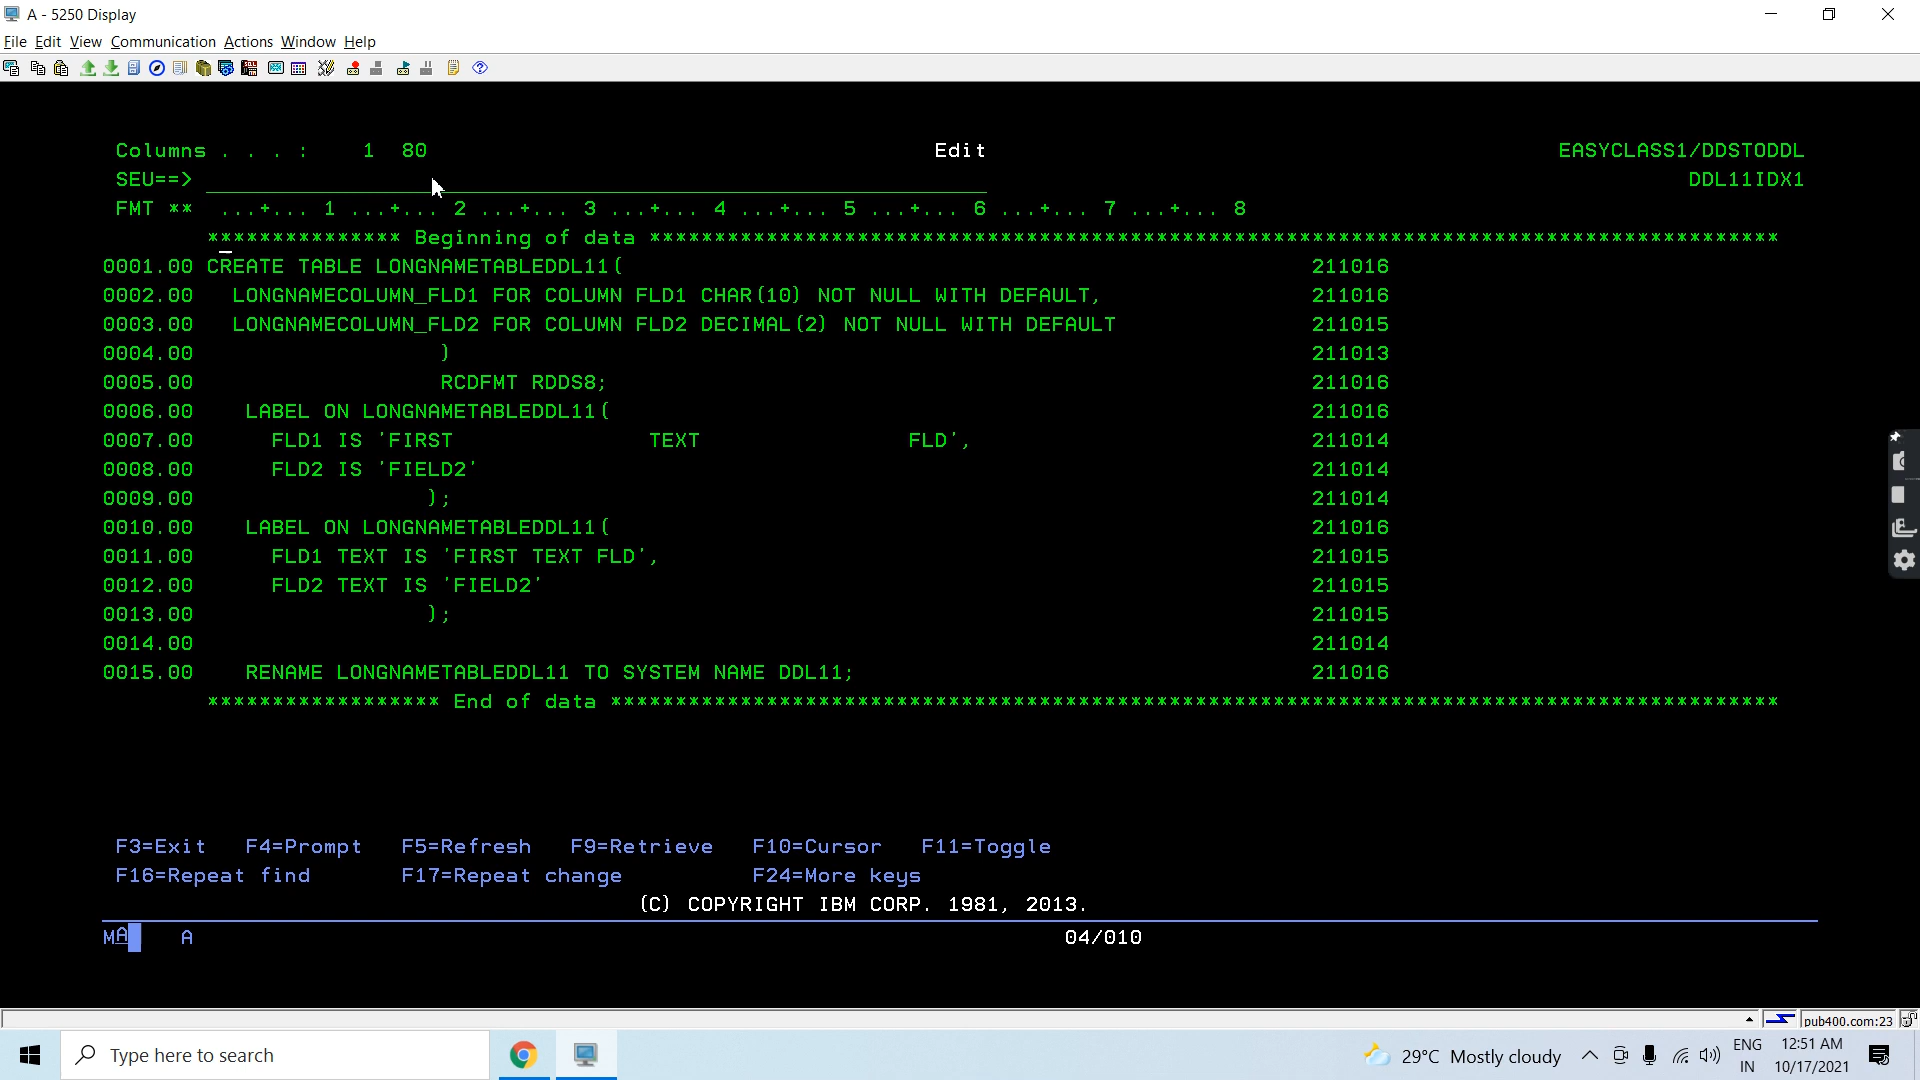 A - 5250 Display
File Edit View Communication Actions Window Help
Columns . . . :    1  80                                       Edit                                            EASYCLASS1/DDSTODDL
SEU==>                                                                                                          DDL11IDX1
FMT **  ...+... 1 ...+... 2 ...+... 3 ...+... 4 ...+... 5 ...+... 6 ...+... 7 ...+... 8
*************** Beginning of data ***************************************************************************************
0001.00 CREATE TABLE LONGNAMETABLEDDL11( 211016
0002.00   LONGNAMECOLUMN_FLD1 FOR COLUMN FLD1 CHAR(10) NOT NULL WITH DEFAULT, 211016
0003.00   LONGNAMECOLUMN_FLD2 FOR COLUMN FLD2 DECIMAL(2) NOT NULL WITH DEFAULT 211015
0004.00                   ) 211013
0005.00                   RCDFMT RDDS8; 211016
0006.00    LABEL ON LONGNAMETABLEDDL11( 211016
0007.00      FLD1 IS 'FIRST               TEXT                FLD', 211014
0008.00      FLD2 IS 'FIELD2' 211014
0009.00                  ); 211014
0010.00    LABEL ON LONGNAMETABLEDDL11( 211016
0011.00      FLD1 TEXT IS 'FIRST TEXT FLD', 211015
0012.00      FLD2 TEXT IS 'FIELD2' 211015
0013.00                  ); 211015
0014.00 211014
0015.00    RENAME LONGNAMETABLEDDL11 TO SYSTEM NAME DDL11; 211016
****************** End of data ******************************************************************************************
F3=Exit   F4=Prompt   F5=Refresh   F9=Retrieve   F10=Cursor   F11=Toggle
F16=Repeat find       F17=Repeat change          F24=More keys
(C) COPYRIGHT IBM CORP. 1981, 2013.
MA    A    04/010
pub400.com:23
Type here to search    29°C Mostly cloudy    ENG    12:51 AM
IN    10/17/2021